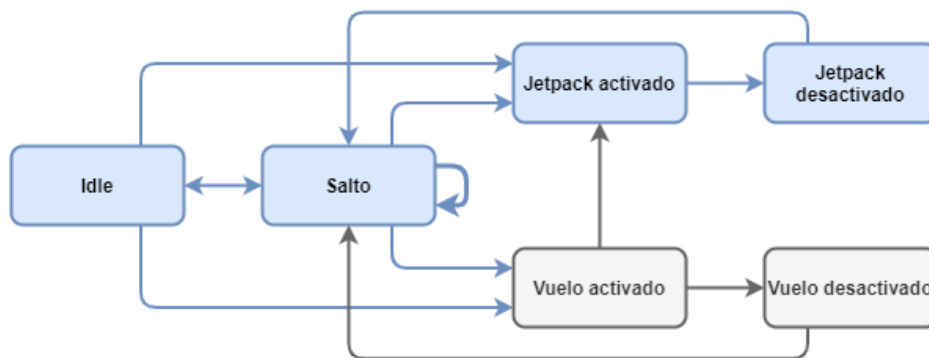 Jetpack activado
Jetpack
desactivado
Idle
Salto
Vuelo activado
Vuelo desactivado